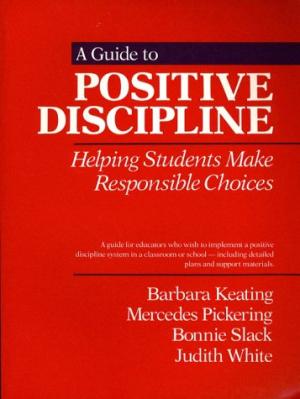 A Guide to
POSITIVE
DISCIPLINE
Helping Students Make
Responsible Choices
A guide for educators who wish to implement a positive
discipline system in a classroom or school — including detailed
plans and support materials.
Barbara Keating
Mercedes Pickering
Bonnie Slack
Judith White